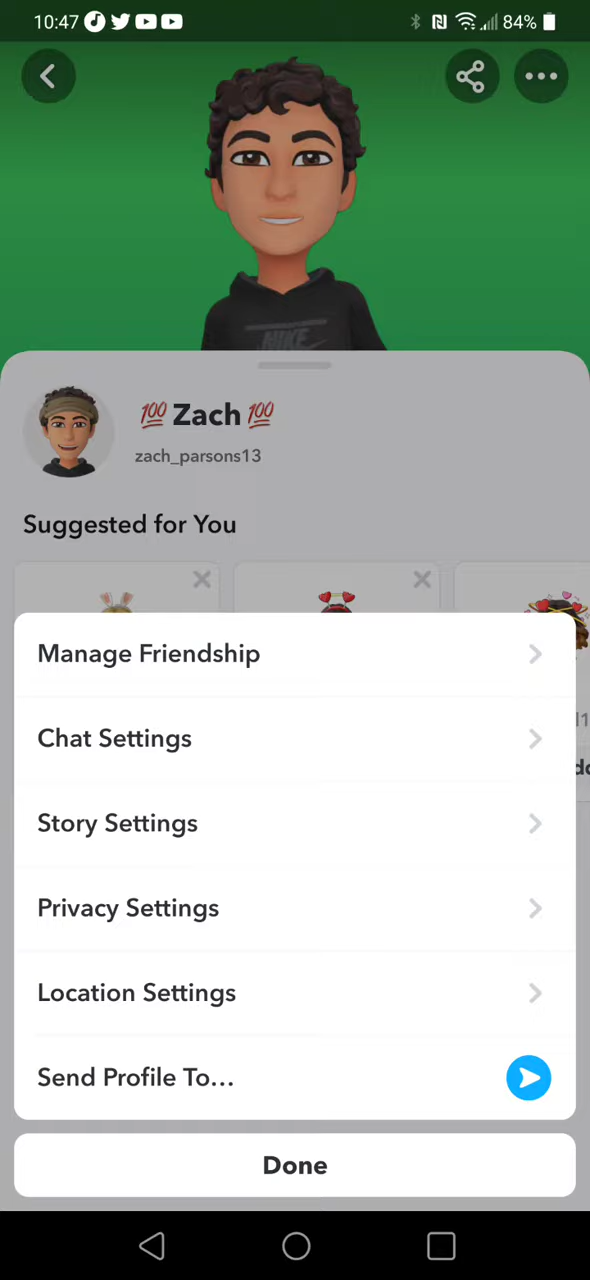 10:47
84%
NIKE
💯 Zach 💯
zach_parsons13
Suggested for You
Manage Friendship
Chat Settings
Story Settings
Privacy Settings
Location Settings
Send Profile To…
Done